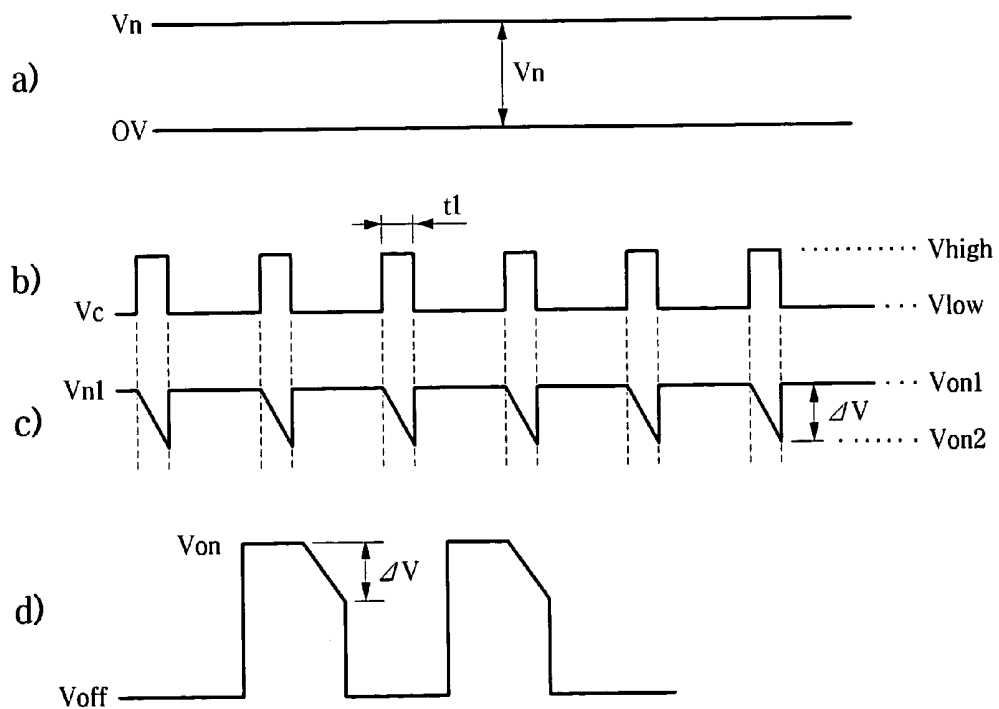 a)
Vn
Vn
OV
b)
t1
Vc
Vhigh
Vlow
c)
Vn1
Von1
ΔV
Von2
d)
Von
ΔV
Voff